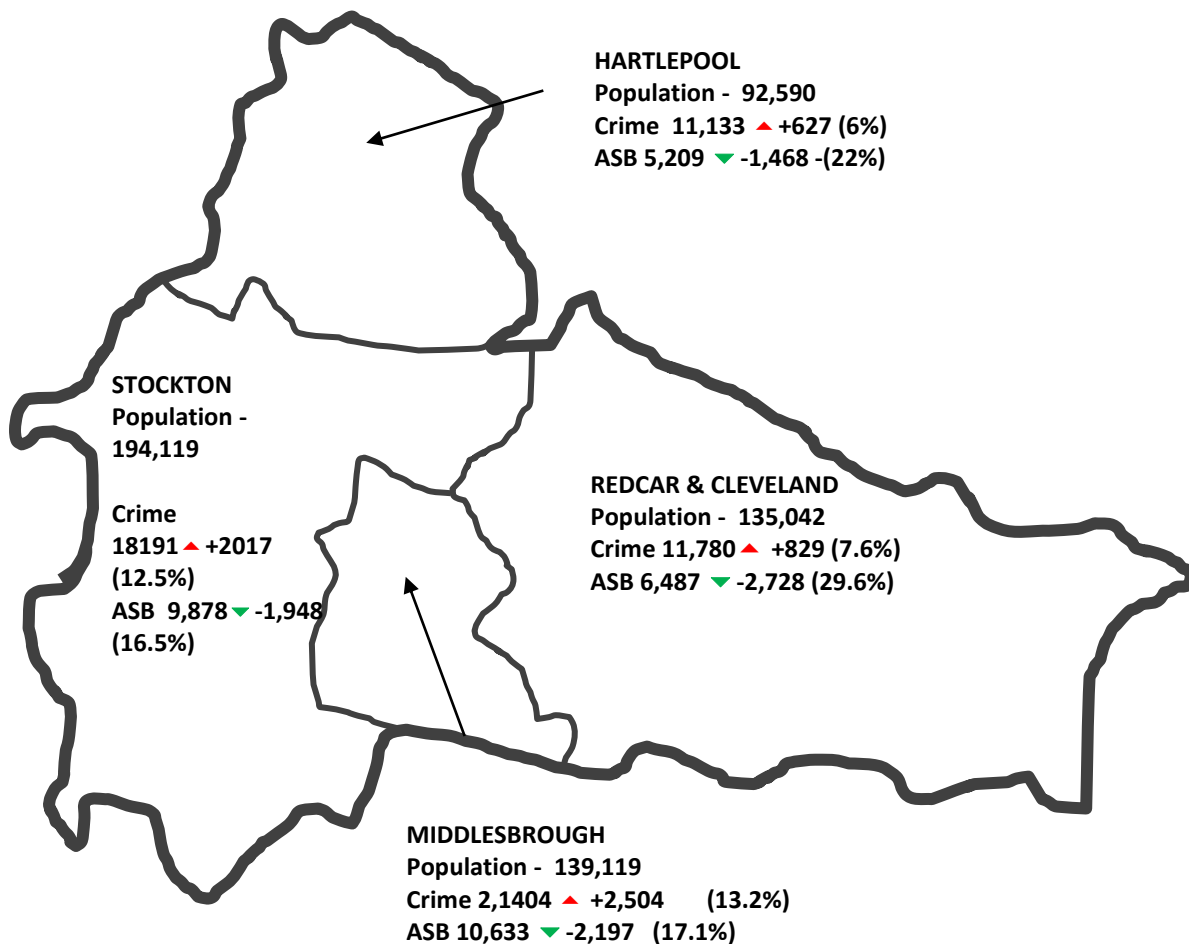 HARTLEPOOL
Population - 92,590
Crime 11,133 ▲ +627 (6%)
ASB 5,209 ▼ -1,468 -(22%)
STOCKTON
Population -
194,119
Crime
18191 ▲ +2017
(12.5%)
ASB 9,878 ▼ -1,948
(16.5%)
REDCAR & CLEVELAND
Population - 135,042
Crime 11,780 ▲ +829 (7.6%)
ASB 6,487 ▼ -2,728 (29.6%)
MIDDLESBROUGH
Population - 139,119
Crime 2,1404 ▲ +2,504 (13.2%)
ASB 10,633 ▼ -2,197 (17.1%)